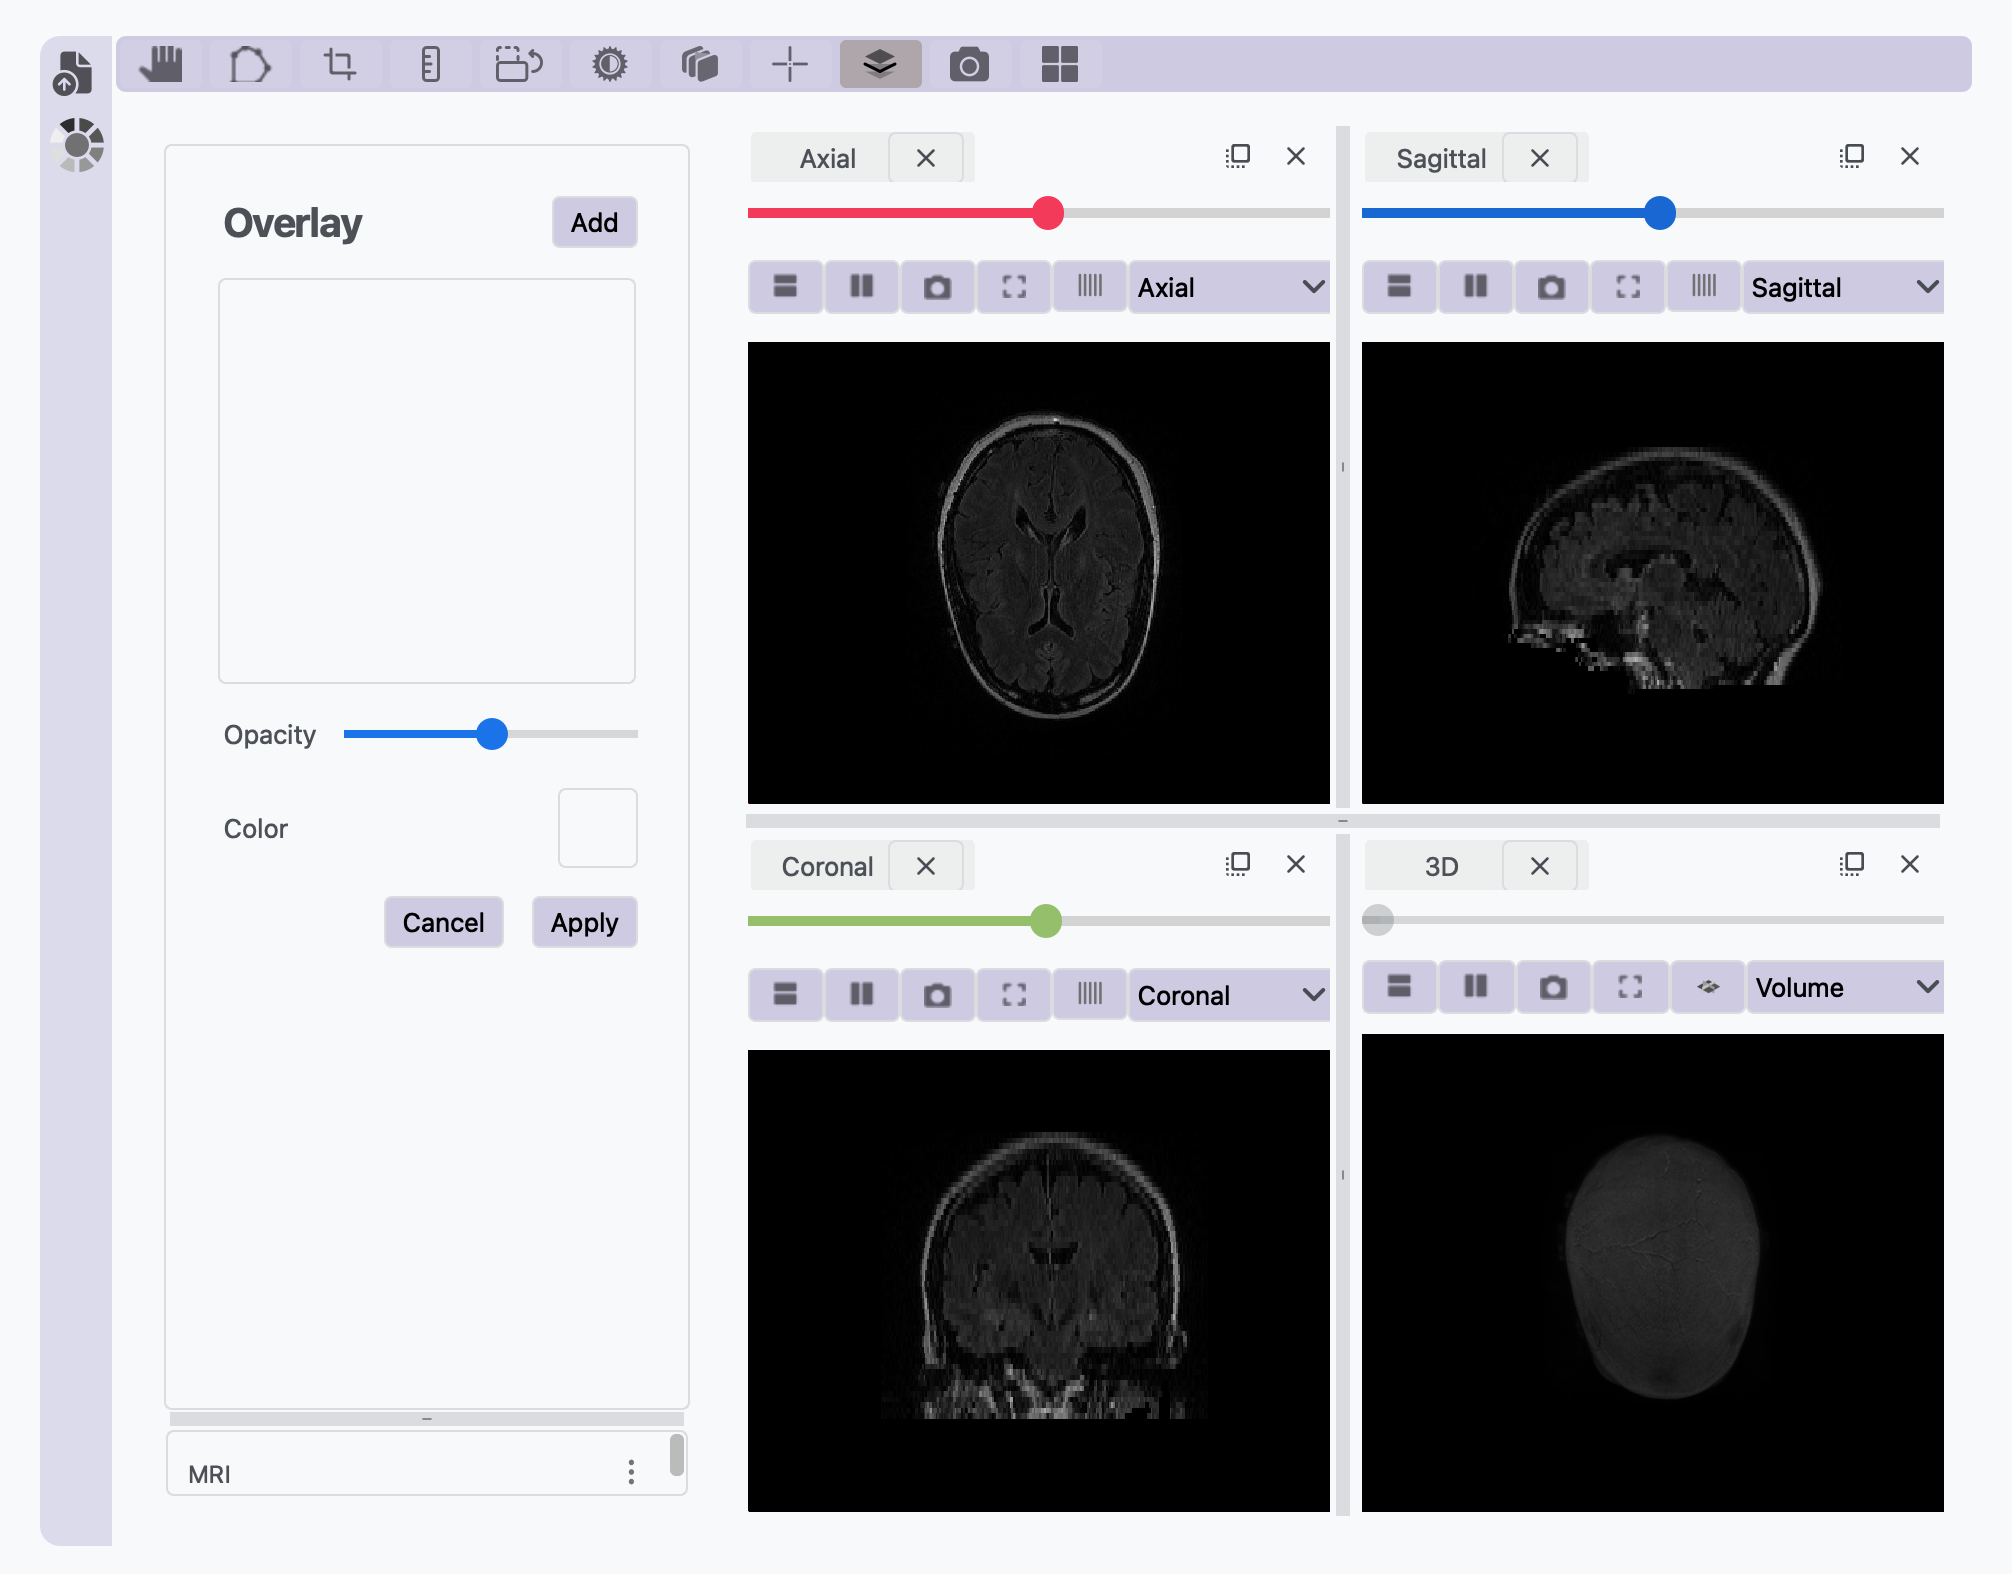 Overlay
Add
Opacity
Color
Cancel
Apply
MRI
Axial
Axial
Sagittal
Sagittal
Coronal
Coronal
3D
Volume